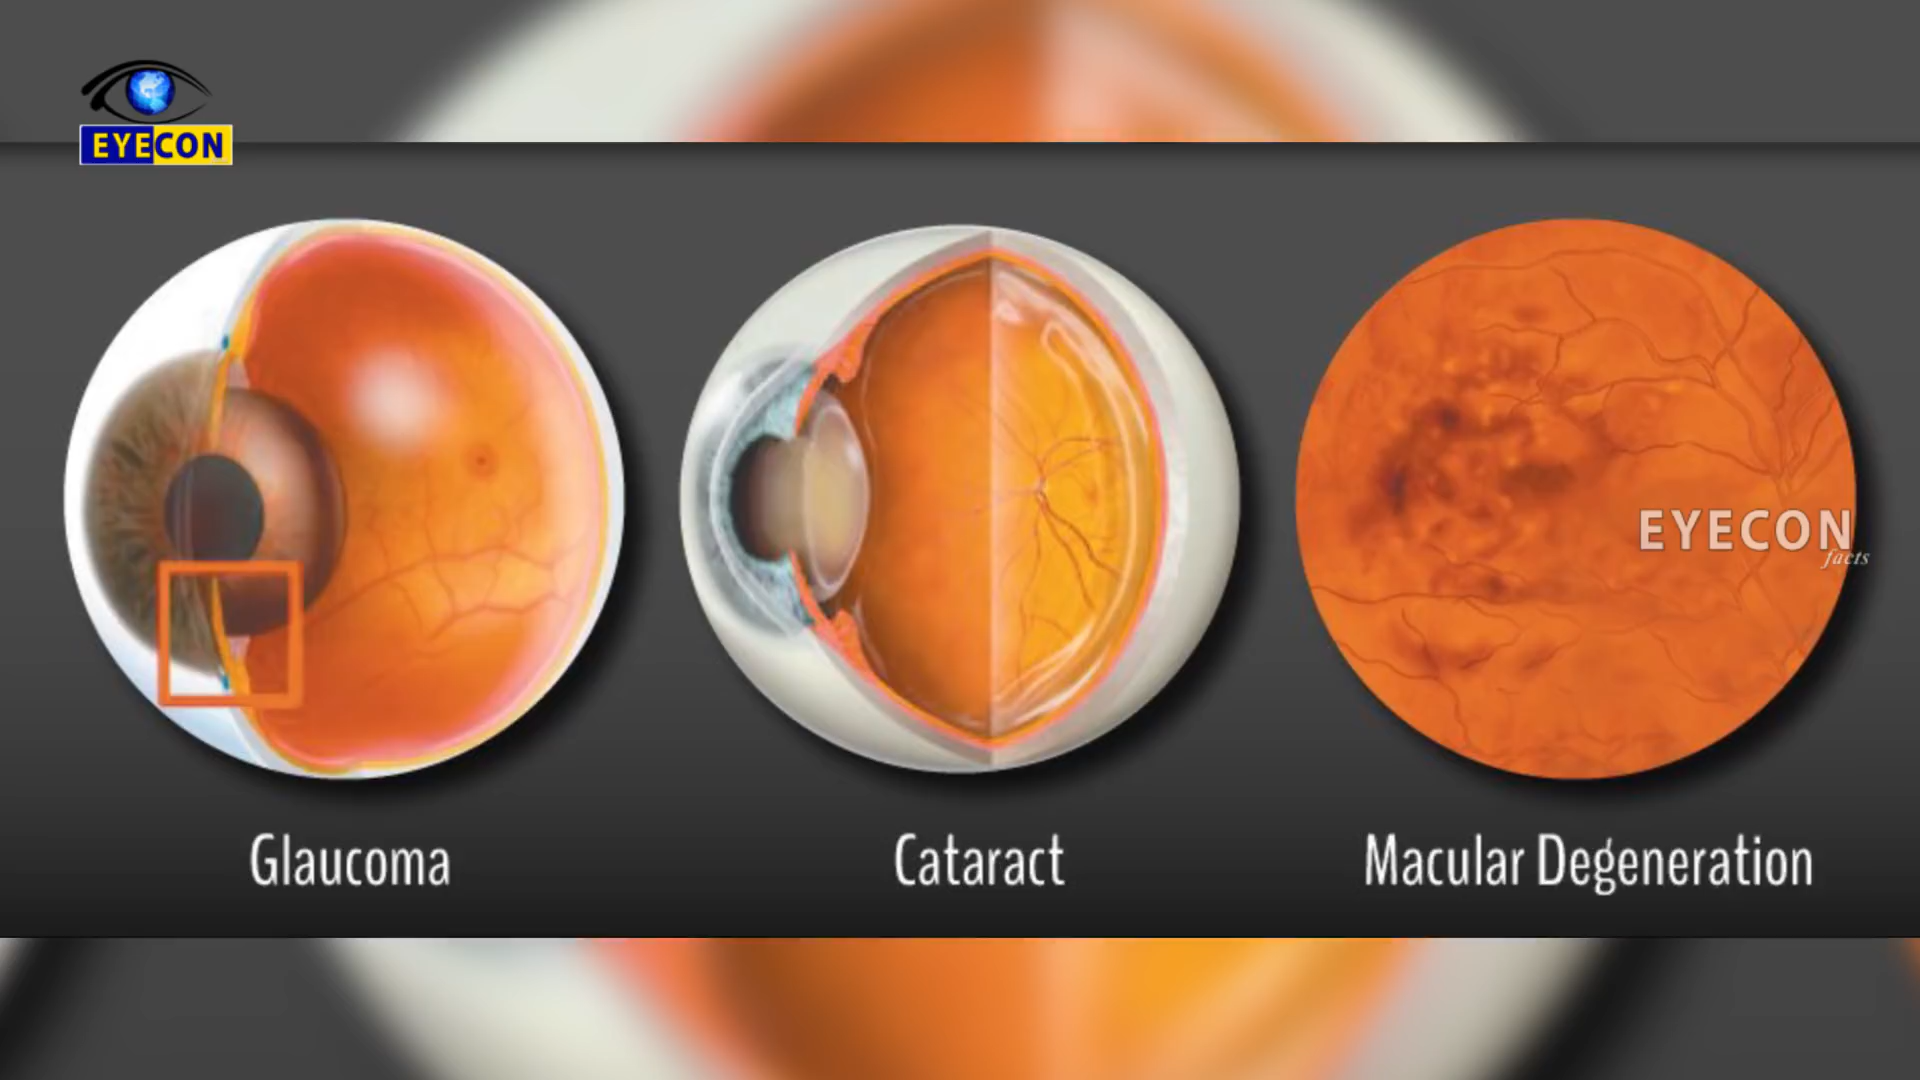 EYECON
EYECON
facts
Glaucoma
Cataract
Macular Degeneration